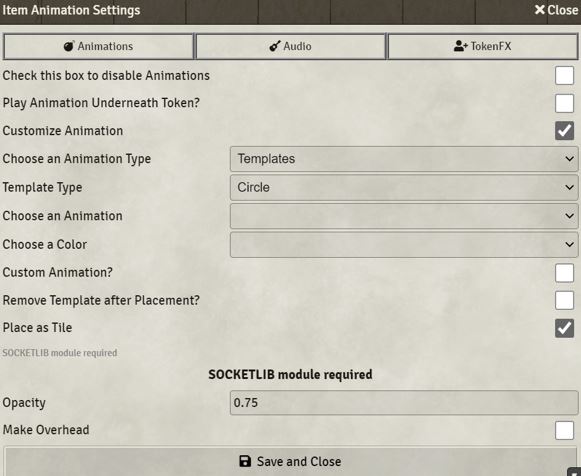 Item Animation Settings
Close
Animations
Audio
TokenFX
Check this box to disable Animations
Play Animation Underneath Token?
Customize Animation
Choose an Animation Type Templates
Template Type Circle
Choose an Animation
Choose a Color
Custom Animation?
Remove Template after Placement?
Place as Tile
SOCKETLIB module required
SOCKETLIB module required
Opacity 0.75
Make Overhead
Save and Close